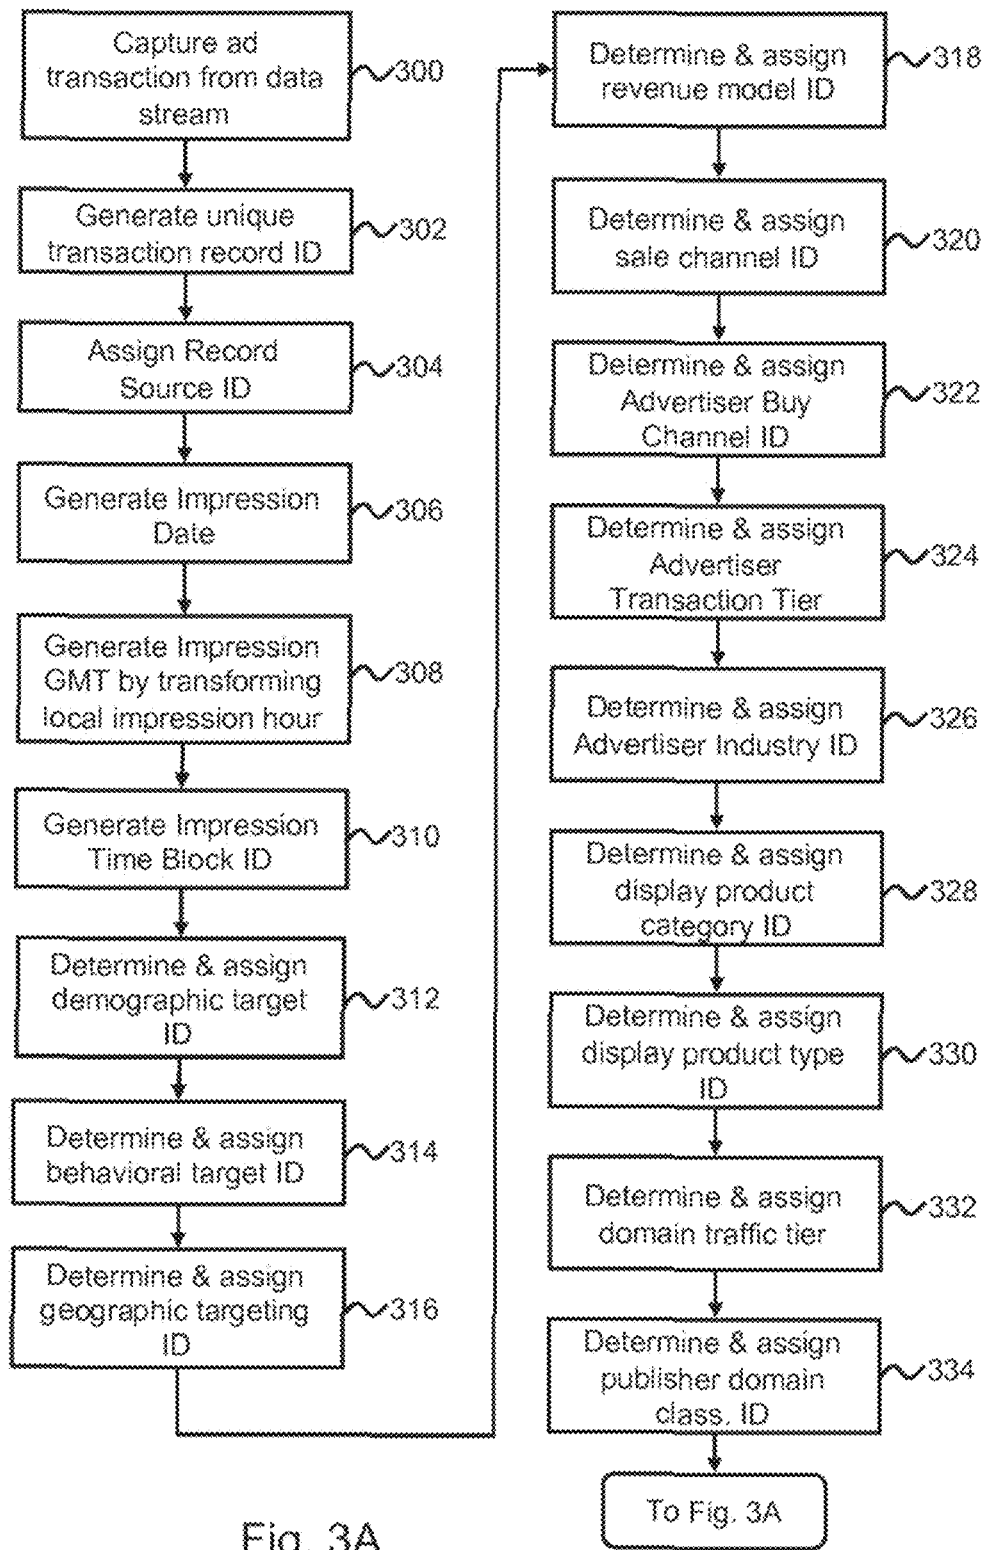 Capture ad
transaction from data
stream
300
Generate unique
transaction record ID
302
Assign Record
Source ID
304
Generate Impression
Date
306
Generate Impression
GMT by transforming
local impression hour
308
Generate Impression
Time Block ID
310
Determine & assign
demographic target
ID
312
Determine & assign
behavioral target ID
314
Determine & assign
geographic targeting
ID
316
Determine & assign
revenue model ID
318
Determine & assign
sale channel ID
320
Determine & assign
Advertiser Buy
Channel ID
322
Determine & assign
Advertiser
Transaction Tier
324
Determine & assign
Advertiser Industry ID
326
Determine & assign
display product
category ID
328
Determine & assign
display product type
ID
330
Determine & assign
domain traffic tier
332
Determine & assign
publisher domain
class. ID
334
To Fig. 3A
Fig. 3A